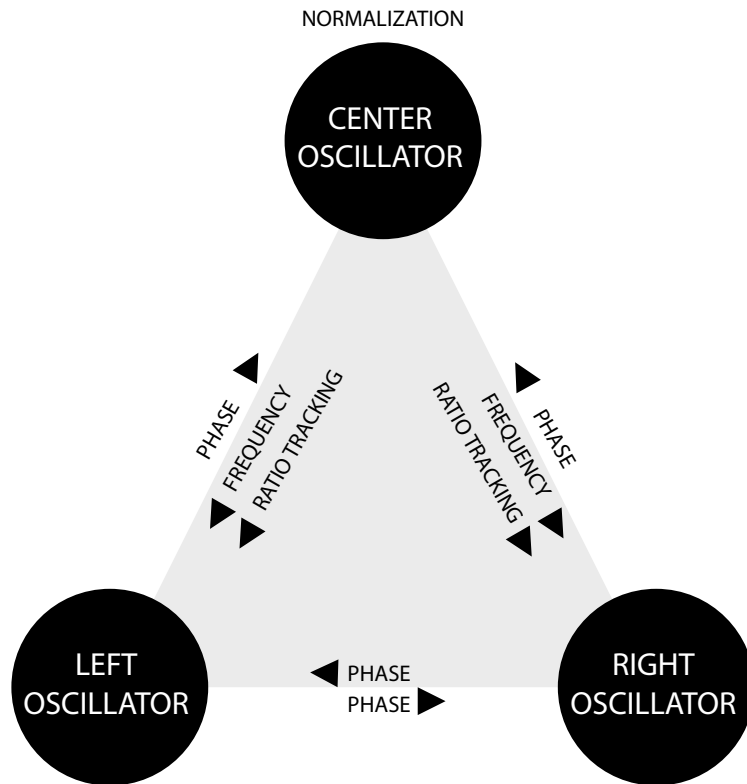 NORMALIZATION
CENTER
OSCILLATOR
PHASE
FREQUENCY
RATIO TRACKING
RATIO TRACKING
FREQUENCY
PHASE
LEFT
OSCILLATOR
PHASE
PHASE
RIGHT
OSCILLATOR